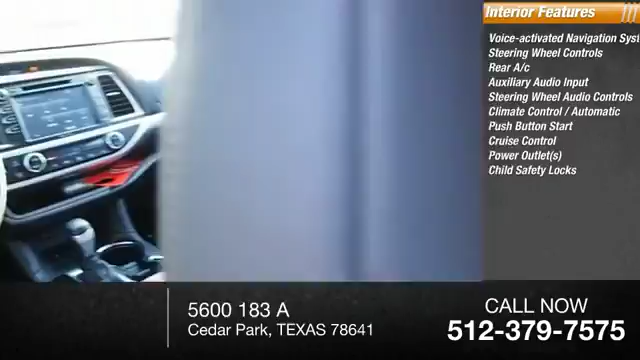 Interior Features
Voice-activated Navigation Syst
Steering Wheel Controls
Rear A/c
Auxiliary Audio Input
Steering Wheel Audio Controls
Climate Control / Automatic
Push Button Start
Cruise Control
Power Outlet(s)
Child Safety Locks
5600 183 A
Cedar Park, TEXAS 78641
CALL NOW
512-379-7575